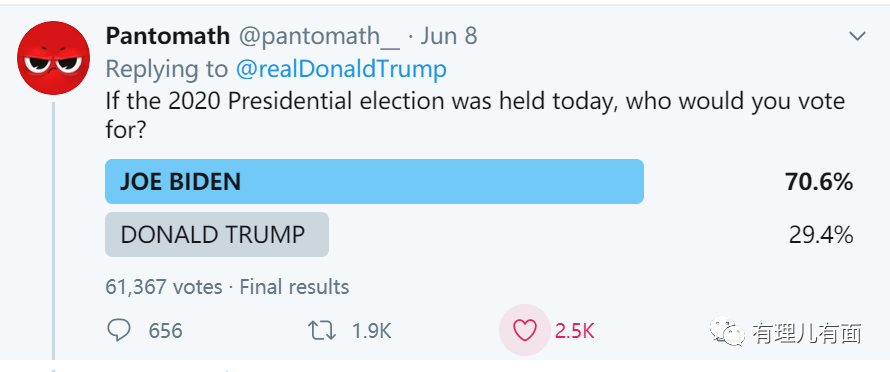 Pantomath @pantomath__ · Jun 8
Replying to @realDonaldTrump
If the 2020 Presidential election was held today, who would you vote
for?
JOE BIDEN 70.6%
DONALD TRUMP 29.4%
61,367 votes · Final results
656 1.9K 2.5K
有理儿有面